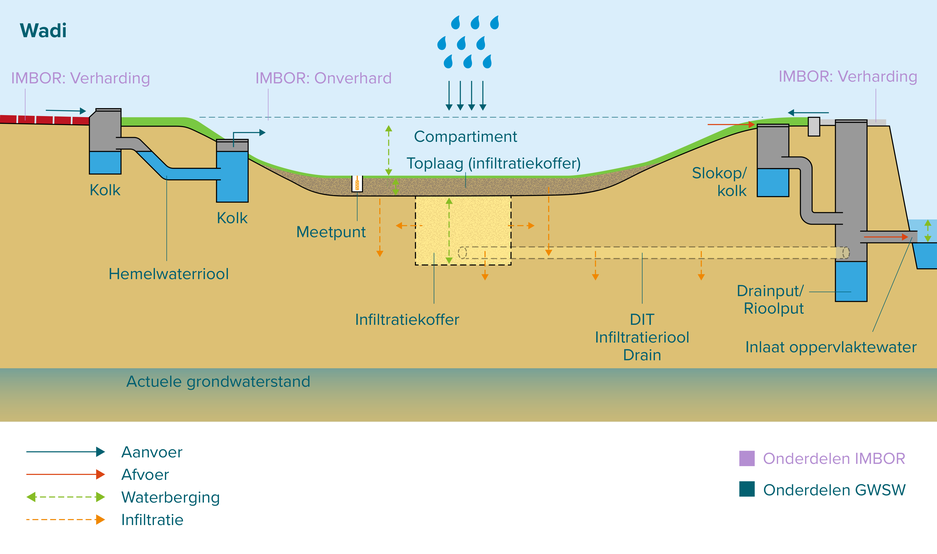 Wadi
IMBOR: Verharding
IMBOR: Onverhard
IMBOR: Verharding
Compartiment
Toplaag (infiltratiekoffer)
Slokop/
kolk
Kolk
Kolk
Meetpunt
Hemelwaterriool
Infiltratiekoffer
DIT
Infiltratieriool
Drain
Drainput/
Rioolput
Inlaat oppervlaktewater
Actuele grondwaterstand
Aanvoer
Afvoer
Waterberging
Infiltratie
Onderdelen IMBOR
Onderdelen GWSW